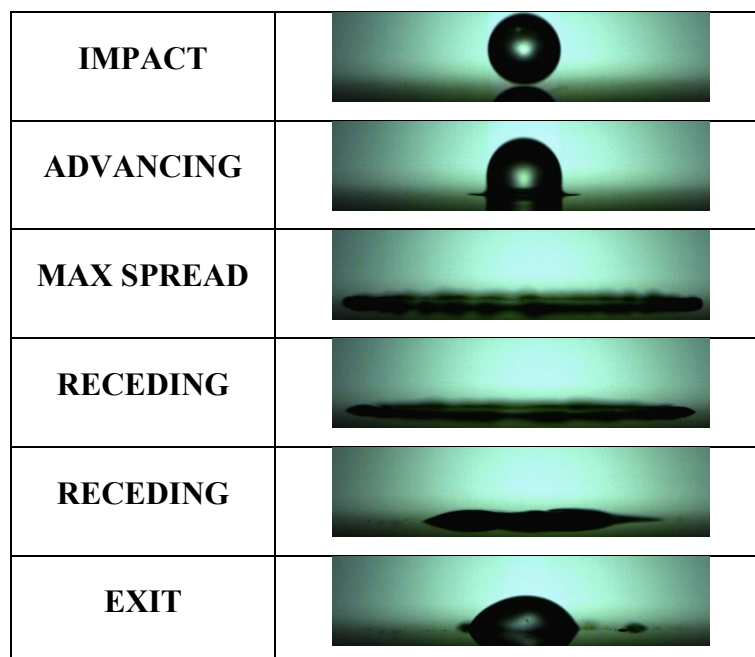 IMPACT
ADVANCING
MAX SPREAD
RECEDING
RECEDING
EXIT